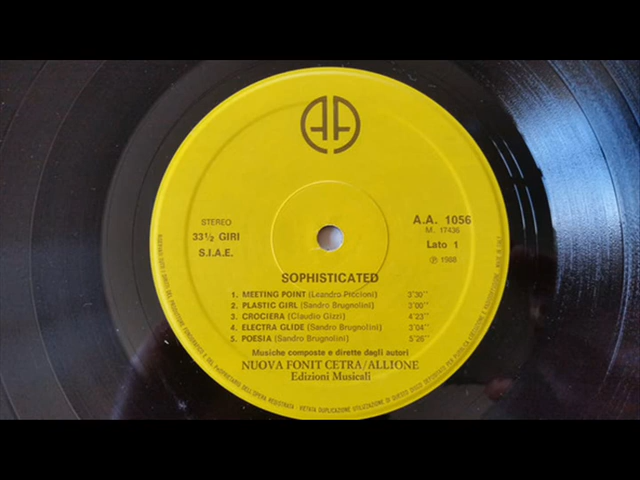 AA
STEREO
33½ GIRI
S.I.A.E.
A.A. 1056
M. 17436
Lato 1
℗ 1988
SOPHISTICATED
1. MEETING POINT (Leandro Piccioni) 3'30''
2. PLASTIC GIRL (Sandro Brugnolini) 3'00''
3. CROCIERA (Claudio Gizzi) 4'23''
4. ELECTRA GLIDE (Sandro Brugnolini) 3'04''
5. POESIA (Sandro Brugnolini) 5'26''
Musiche composte e dirette dagli autori
NUOVA FONIT CETRA/ALLIONE
Edizioni Musicali